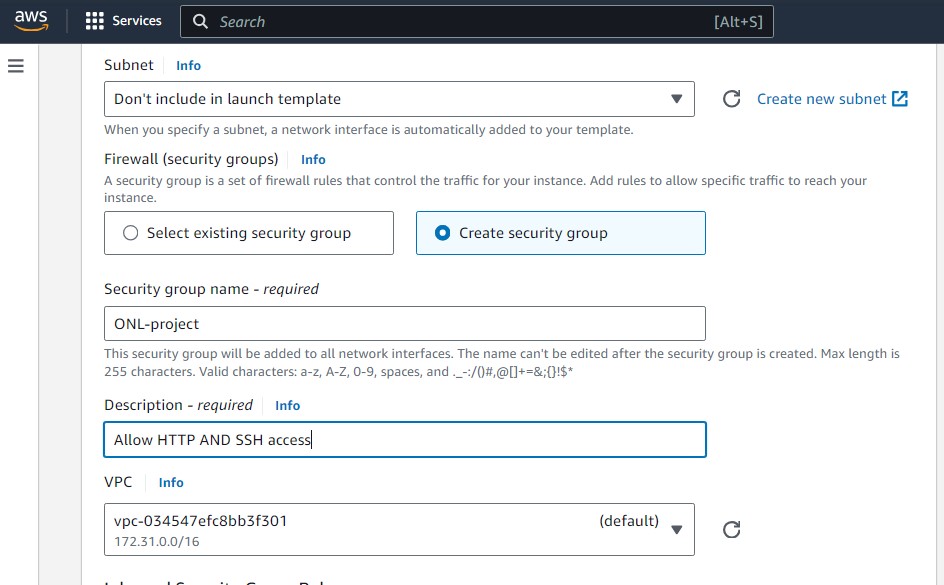 aws
Services
Search [Alt+S]
Subnet Info
Don't include in launch template
Create new subnet
When you specify a subnet, a network interface is automatically added to your template.
Firewall (security groups) Info
A security group is a set of firewall rules that control the traffic for your instance. Add rules to allow specific traffic to reach your
instance.
Select existing security group
Create security group
Security group name - required
ONL-project
This security group will be added to all network interfaces. The name can't be edited after the security group is created. Max length is
255 characters. Valid characters: a-z, A-Z, 0-9, spaces, and ._-:/()#,@[]+=&;{}!$*
Description - required Info
Allow HTTP AND SSH access
VPC Info
vpc-034547efc8bb3f301 (default)
172.31.0.0/16